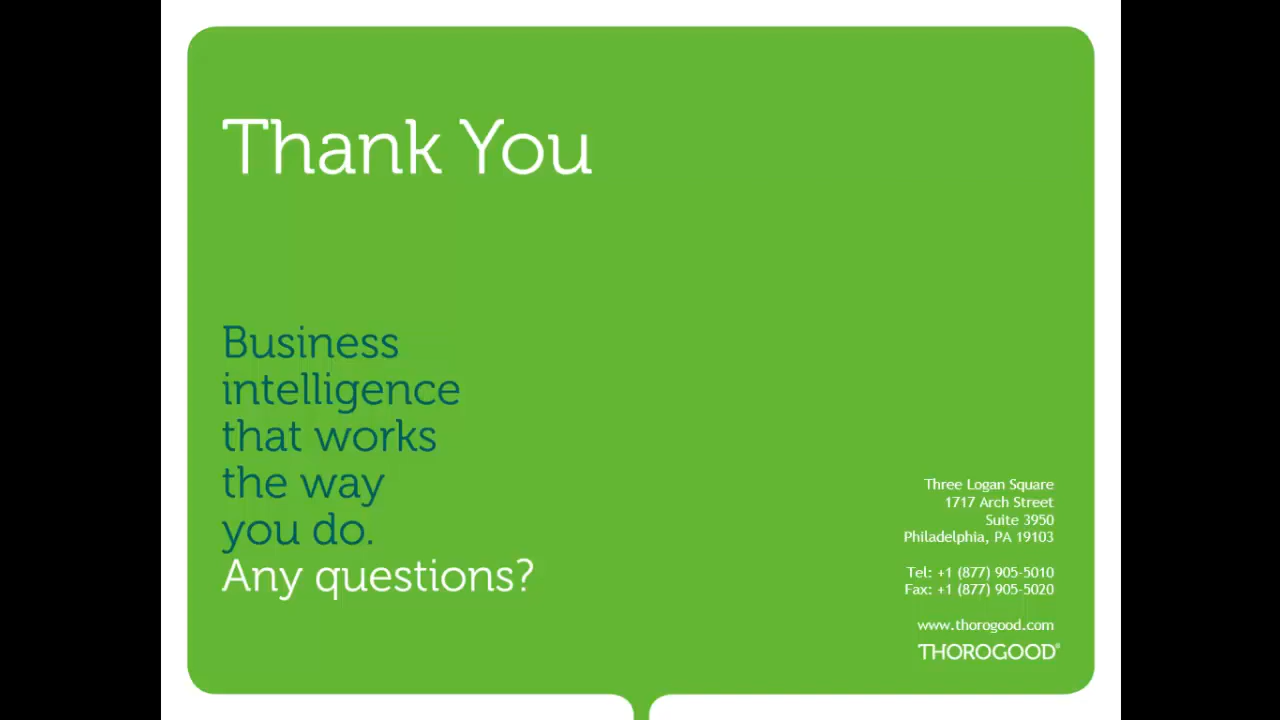 Thank You
Business
intelligence
that works
the way
you do.
Any questions?
Three Logan Square
1717 Arch Street
Suite 3950
Philadelphia, PA 19103
Tel: +1 (877) 905-5010
Fax: +1 (877) 905-5020
www.thorogood.com
THOROGOOD®